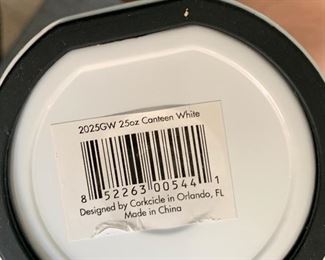 2025GW 25oz Canteen White
8 52263 00544 1
Designed by Corkcicle in Orlando, FL
Made in China